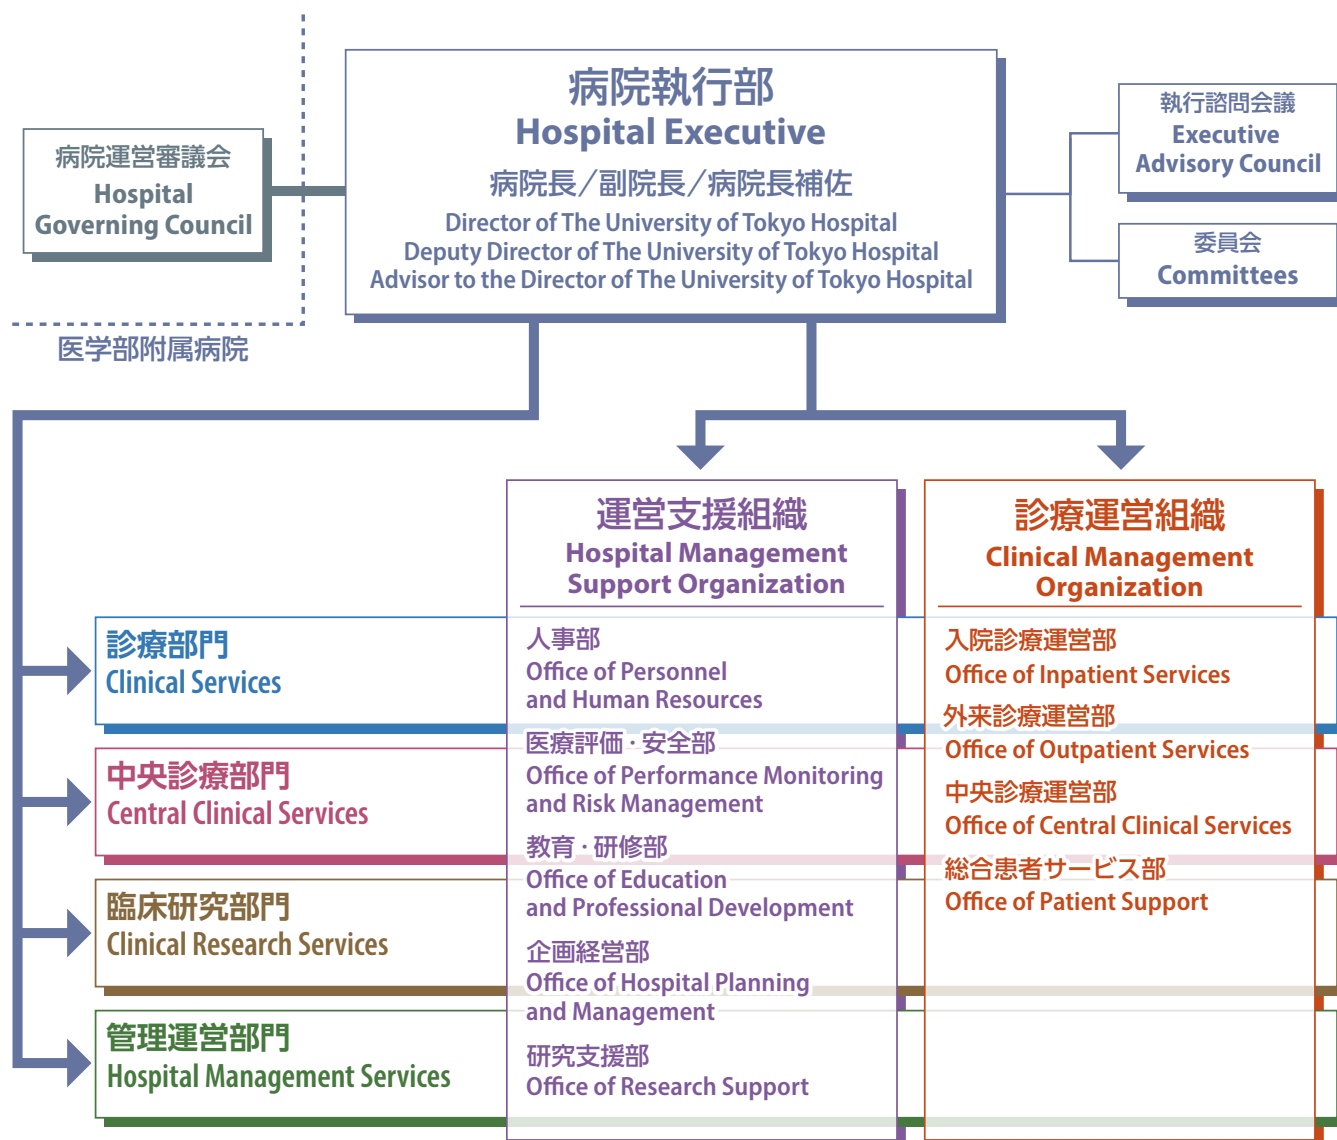 病院執行部
Hospital Executive
病院長／副院長／病院長補佐
Director of The University of Tokyo Hospital
Deputy Director of The University of Tokyo Hospital
Advisor to the Director of The University of Tokyo Hospital
病院運営審議会
Hospital
Governing Council
執行諮問会議
Executive
Advisory Council
委員会
Committees
医学部附属病院
運営支援組織
Hospital Management
Support Organization
人事部
Office of Personnel
and Human Resources
医療評価・安全部
Office of Performance Monitoring
and Risk Management
教育・研修部
Office of Education
and Professional Development
企画経営部
Office of Hospital Planning
and Management
研究支援部
Office of Research Support
診療運営組織
Clinical Management
Organization
入院診療運営部
Office of Inpatient Services
外来診療運営部
Office of Outpatient Services
中央診療運営部
Office of Central Clinical Services
総合患者サービス部
Office of Patient Support
診療部門
Clinical Services
中央診療部門
Central Clinical Services
臨床研究部門
Clinical Research Services
管理運営部門
Hospital Management Services